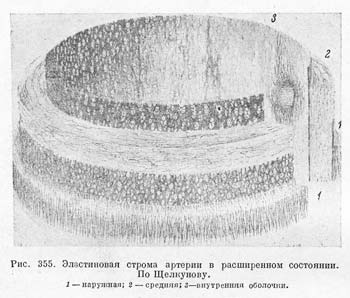 3
2
1
1
Рис. 355. Эластиновая строма артерии в расширенном состоянии.
По Щелкунову.
1 — наружная; 2 — средняя; 3—внутренняя оболочки.